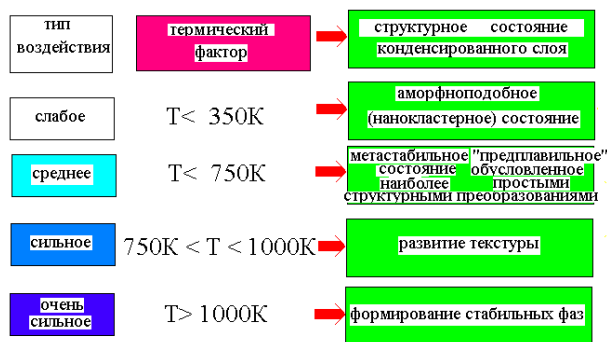 тип воздействия
термический фактор
структурное состояние конденсированного слоя
слабое
T< 350K
аморфноподобное (нанокластерное) состояние
среднее
T< 750K
метастабильное "предплавильное"
состояние обусловленное
наиболее простыми
структурными преобразованиями
сильное
750K < T < 1000K
развитие текстуры
очень сильное
T> 1000K
формирование стабильных фаз